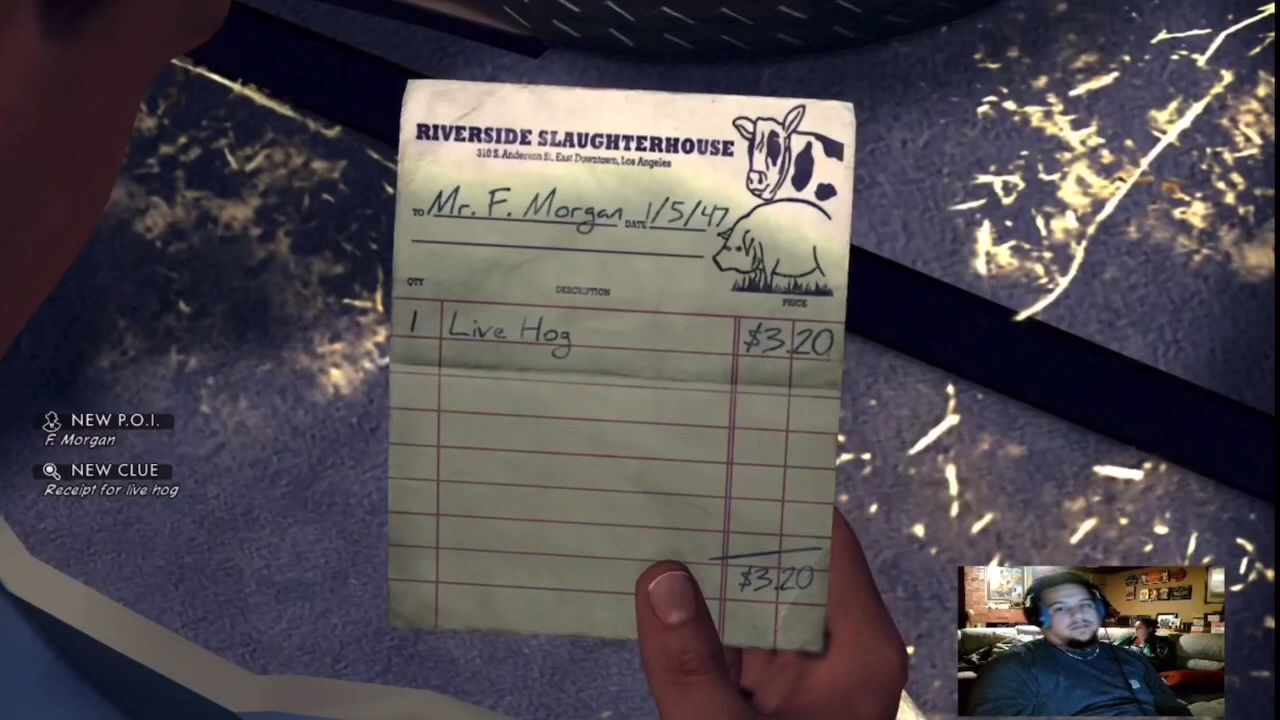 RIVERSIDE SLAUGHTERHOUSE
310 S. Anderson St, East Downtown, Los Angeles
TO Mr. F. Morgan DATE 1/5/47
QTY DESCRIPTION PRICE
1 Live Hog $3.20
$3.20
NEW P.O.I.
F. Morgan
NEW CLUE
Receipt for live hog